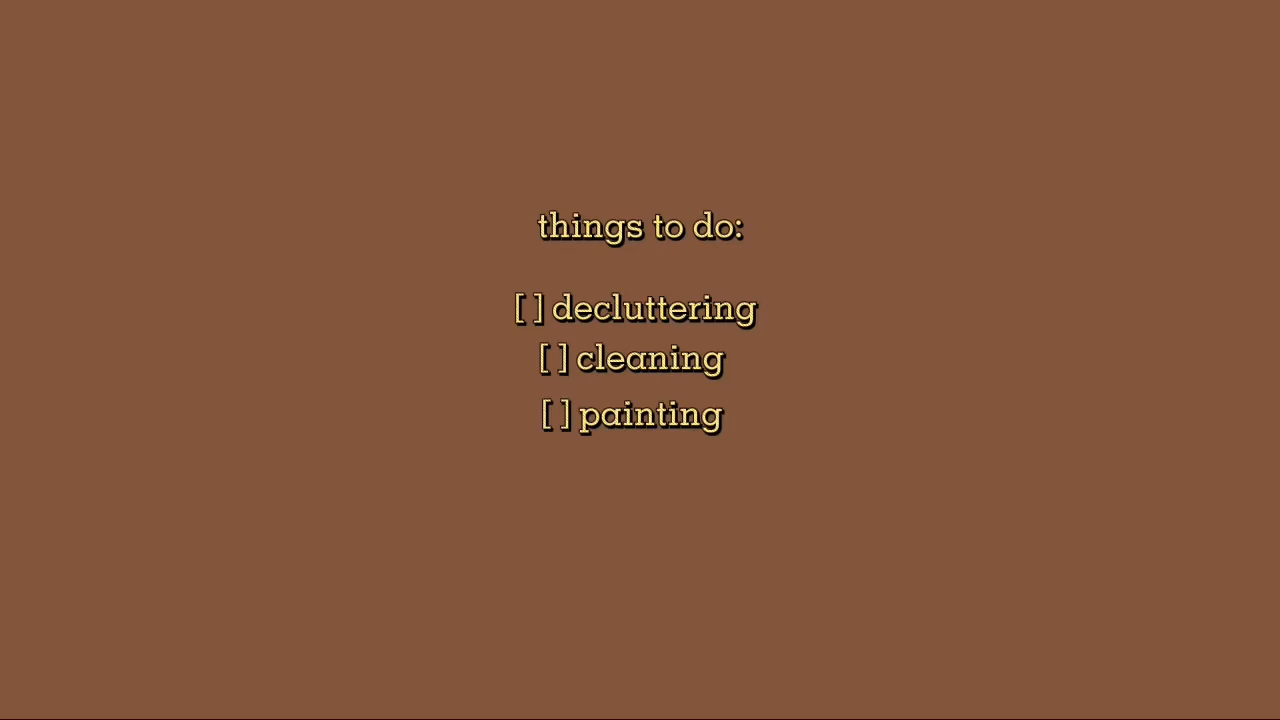 things to do:
[ ] decluttering
[ ] cleaning
[ ] painting